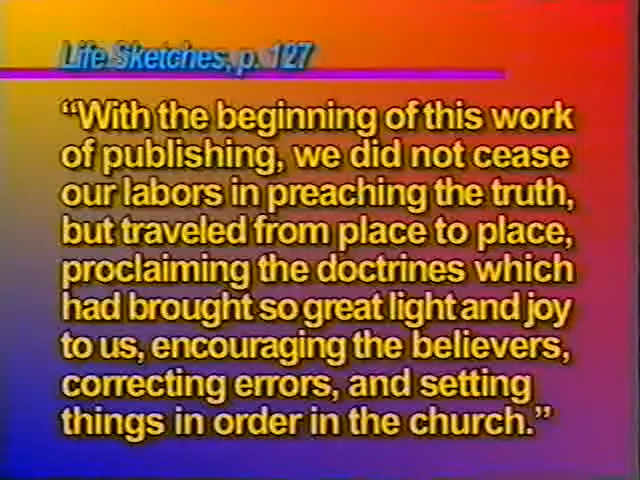 Life Sketches, p. 127
“With the beginning of this work
of publishing, we did not cease
our labors in preaching the truth,
but traveled from place to place,
proclaiming the doctrines which
had brought so great light and joy
to us, encouraging the believers,
correcting errors, and setting
things in order in the church.”